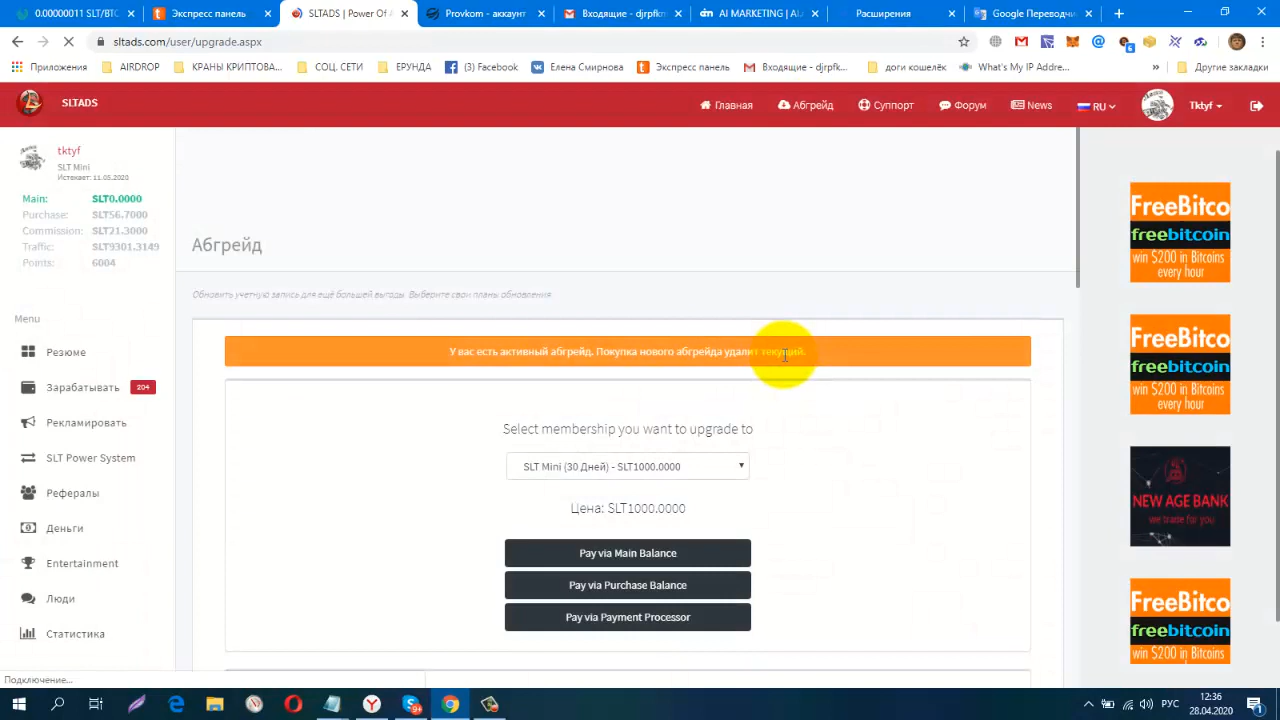 0.00000011 SLT/BTC
Экспресс панель
SLTADS | Power Of A
Provkom - аккаунт
Входящие - djrpfkm
AI MARKETING | AI.
Расширения
Google Переводч
sltads.com/user/upgrade.aspx
Приложения
AIRDROP
КРАНЫ КРИПТОВА...
СОЦ. СЕТИ
ЕРУНДА
(3) Facebook
Елена Смирнова
Экспресс панель
Входящие - djrpfk...
доги кошелёк
What's My IP Addre...
»
Другие закладки
SLTADS
Главная
Абгрейд
Суппорт
Форум
News
RU
Tktyf
tktyf
SLT Mini
Истекает: 11.05.2020
Main: SLT0.0000
Purchase: SLT56.7000
Commission: SLT21.3000
Traffic: SLT9301.3149
Points: 6004
Menu
Резюме
Зарабатывать 204
Рекламировать
SLT Power System
Рефералы
Деньги
Entertainment
Люди
Статистика
Абгрейд
Обновить учетную запись для ещё большей выгоды. Выберите свои планы обновления.
У вас есть активный абгрейд. Покупка нового абгрейда удалит текущий.
Select membership you want to upgrade to
SLT Mini (30 Дней) - SLT1000.0000
Цена: SLT1000.0000
Pay via Main Balance
Pay via Purchase Balance
Pay via Payment Processor
FreeBitco
freebitcoin
win $200 in Bitcoins
every hour
FreeBitco
freebitcoin
win $200 in Bitcoins
every hour
NEW AGE BANK
we trade for you
FreeBitco
freebitcoin
win $200 in Bitcoins
Подключение...
РУС
12:36
28.04.2020